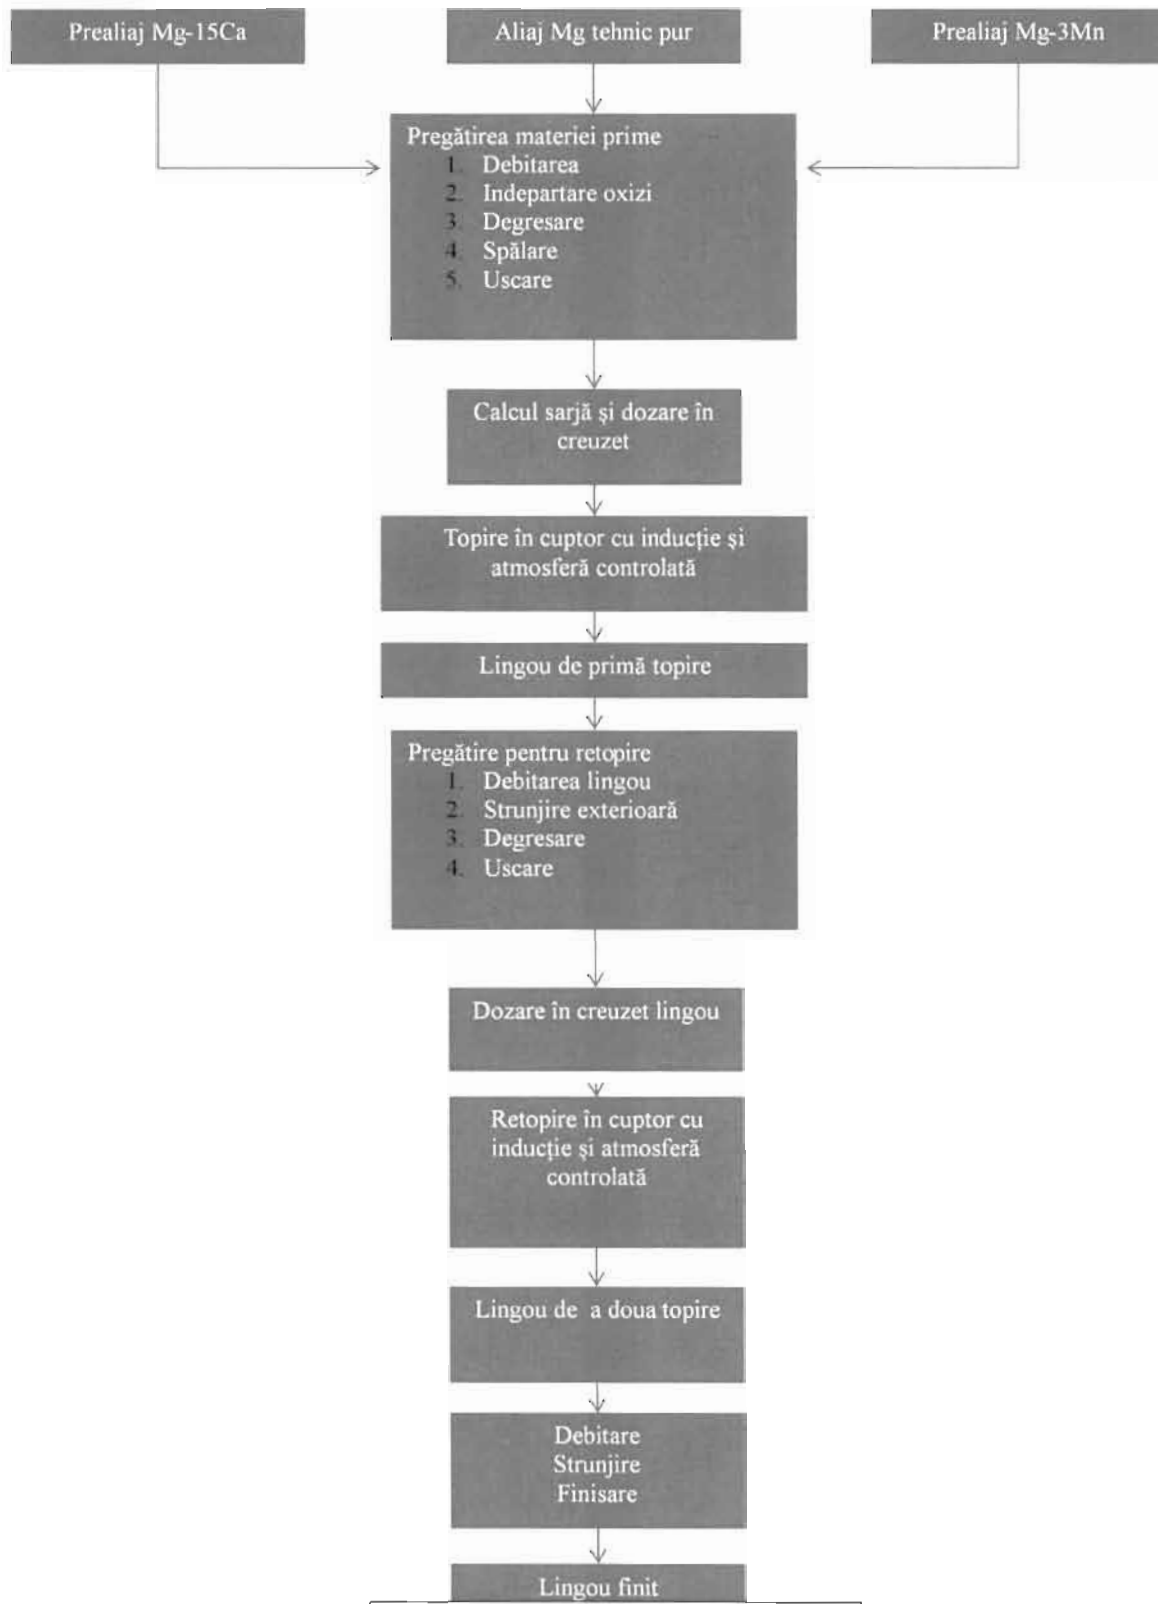 Prealiaj Mg-15Ca
Aliaj Mg tehnic pur
Prealiaj Mg-3Mn
Pregătirea materiei prime
1. Debitarea
2. Indepartare oxizi
3. Degresare
4. Spălare
5. Uscare
Calcul sarjă și dozare în
creuzet
Topire în cuptor cu inducție și
atmosferă controlată
Lingou de primă topire
Pregătire pentru retopire
1. Debitarea lingou
2. Strunjire exterioară
3. Degresare
4. Uscare
Dozare în creuzet lingou
Retopire în cuptor cu
inducție și atmosferă
controlată
Lingou de a doua topire
Debitare
Strunjire
Finisare
Lingou finit